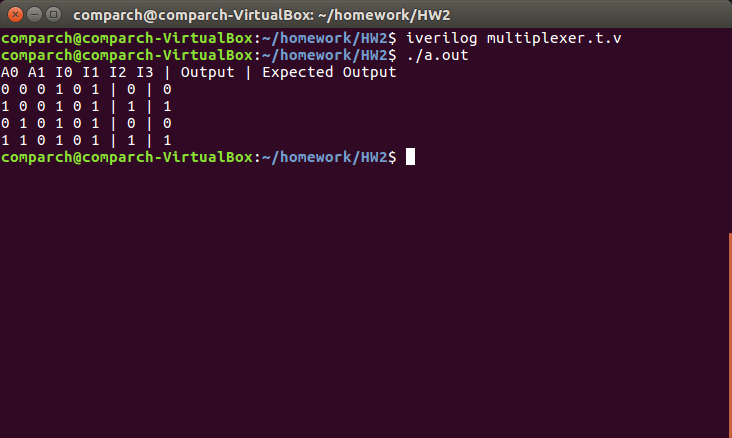 comparch@comparch-VirtualBox: ~/homework/HW2
comparch@comparch-VirtualBox:~/homework/HW2$ iverilog multiplexer.t.v
comparch@comparch-VirtualBox:~/homework/HW2$ ./a.out
A0 A1 I0 I1 I2 I3 | Output | Expected Output
0 0 0 1 0 1 | 0 | 0
1 0 0 1 0 1 | 1 | 1
0 1 0 1 0 1 | 0 | 0
1 1 0 1 0 1 | 1 | 1
comparch@comparch-VirtualBox:~/homework/HW2$